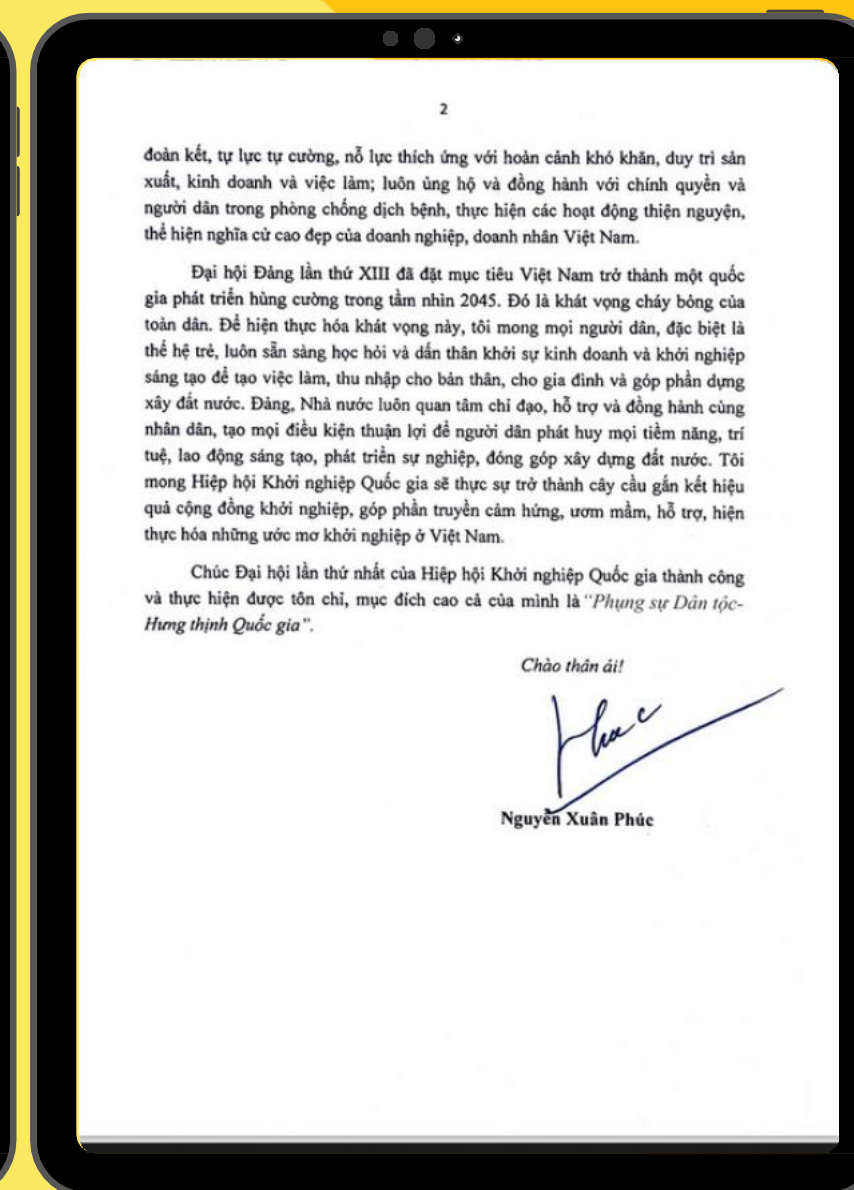 2
đoàn kết, tự lực tự cường, nỗ lực thích ứng với hoàn cảnh khó khăn, duy trì sản
xuất, kinh doanh và việc làm; luôn ủng hộ và đồng hành với chính quyền và
người dân trong phòng chống dịch bệnh, thực hiện các hoạt động thiện nguyện,
thể hiện nghĩa cử cao đẹp của doanh nghiệp, doanh nhân Việt Nam.
Đại hội Đảng lần thứ XIII đã đặt mục tiêu Việt Nam trở thành một quốc
gia phát triển hùng cường trong tầm nhìn 2045. Đó là khát vọng cháy bỏng của
toàn dân. Để hiện thực hóa khát vọng này, tôi mong mọi người dân, đặc biệt là
thế hệ trẻ, luôn sẵn sàng học hỏi và dấn thân khởi sự kinh doanh và khởi nghiệp
sáng tạo để tạo việc làm, thu nhập cho bản thân, cho gia đình và góp phần dựng
xây đất nước. Đảng, Nhà nước luôn quan tâm chỉ đạo, hỗ trợ và đồng hành cùng
nhân dân, tạo mọi điều kiện thuận lợi để người dân phát huy mọi tiềm năng, trí
tuệ, lao động sáng tạo, phát triển sự nghiệp, đóng góp xây dựng đất nước. Tôi
mong Hiệp hội Khởi nghiệp Quốc gia sẽ thực sự trở thành cây cầu gắn kết hiệu
quả cộng đồng khởi nghiệp, góp phần truyền cảm hứng, ươm mầm, hỗ trợ, hiện
thực hóa những ước mơ khởi nghiệp ở Việt Nam.
Chúc Đại hội lần thứ nhất của Hiệp hội Khởi nghiệp Quốc gia thành công
và thực hiện được tôn chỉ, mục đích cao cả của mình là "Phụng sự Dân tộc-
Hưng thịnh Quốc gia".
Chào thân ái!
Phuc
Nguyễn Xuân Phúc